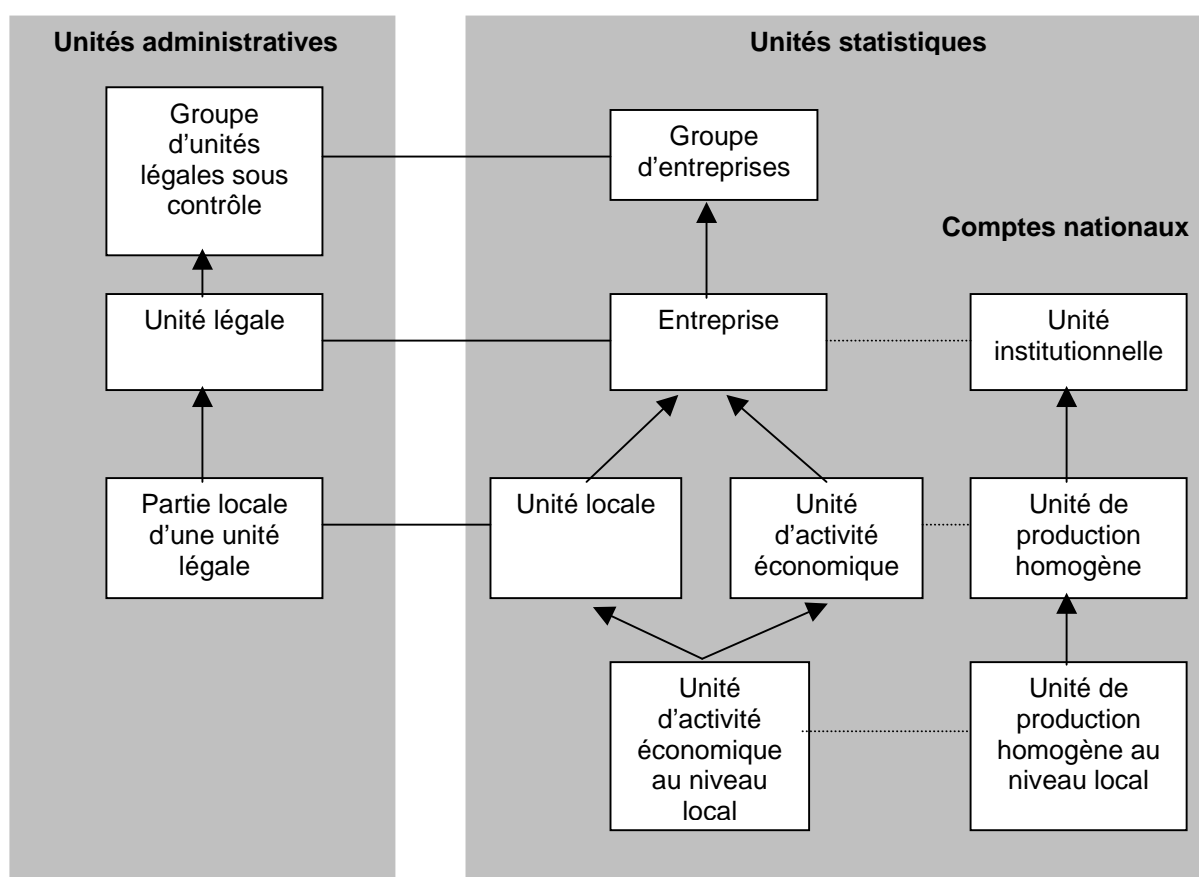 Unités administratives
Unités statistiques
Groupe
d’unités
légales sous
contrôle
Groupe
d’entreprises
Comptes nationaux
Unité légale
Entreprise
Unité
institutionnelle
Partie locale
d’une unité
légale
Unité locale
Unité
d’activité
économique
Unité de
production
homogène
Unité
d’activité
économique
au niveau
local
Unité de
production
homogène au
niveau local